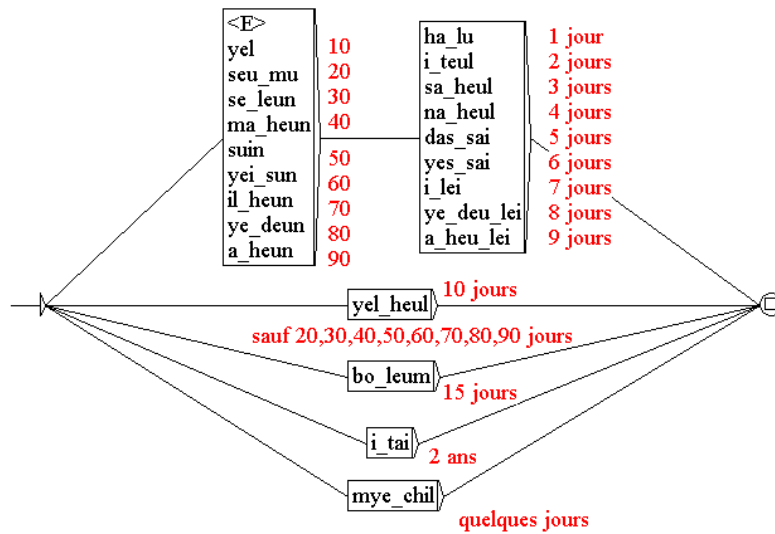 <E>
yel 10
seu_mu 20
se_leun 30
ma_heun 40
suin 50
yei_sun 60
il_heun 70
ye_deun 80
a_heun 90
ha_lu 1 jour
i_teul 2 jours
sa_heul 3 jours
na_heul 4 jours
das_sai 5 jours
yes_sai 6 jours
i_lei 7 jours
ye_deu_lei 8 jours
a_heu_lei 9 jours
yel_heul 10 jours
sauf 20,30,40,50,60,70,80,90 jours
bo_leum 15 jours
i_tai 2 ans
mye_chil quelques jours